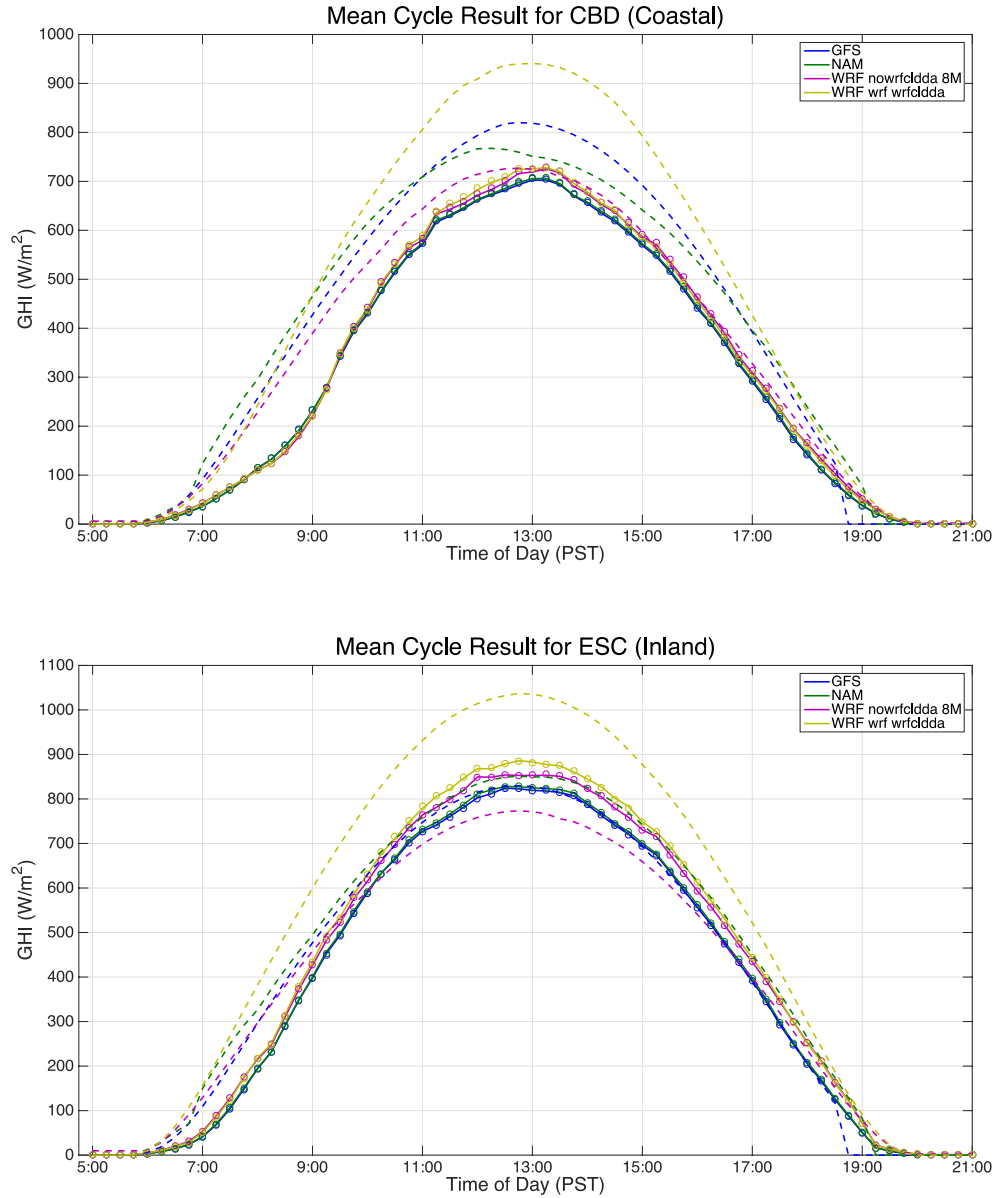 Mean Cycle Result for CBD (Coastal)
GHI (W/m²)
1000
900
800
700
600
500
400
300
200
100
0
GFS
NAM
WRF nowrfcldda 8M
WRF wrf wrfcldda
5:00 7:00 9:00 11:00 13:00 15:00 17:00 19:00 21:00
Time of Day (PST)
Mean Cycle Result for ESC (Inland)
GHI (W/m²)
1100
1000
900
800
700
600
500
400
300
200
100
0
GFS
NAM
WRF nowrfcldda 8M
WRF wrf wrfcldda
5:00 7:00 9:00 11:00 13:00 15:00 17:00 19:00 21:00
Time of Day (PST)